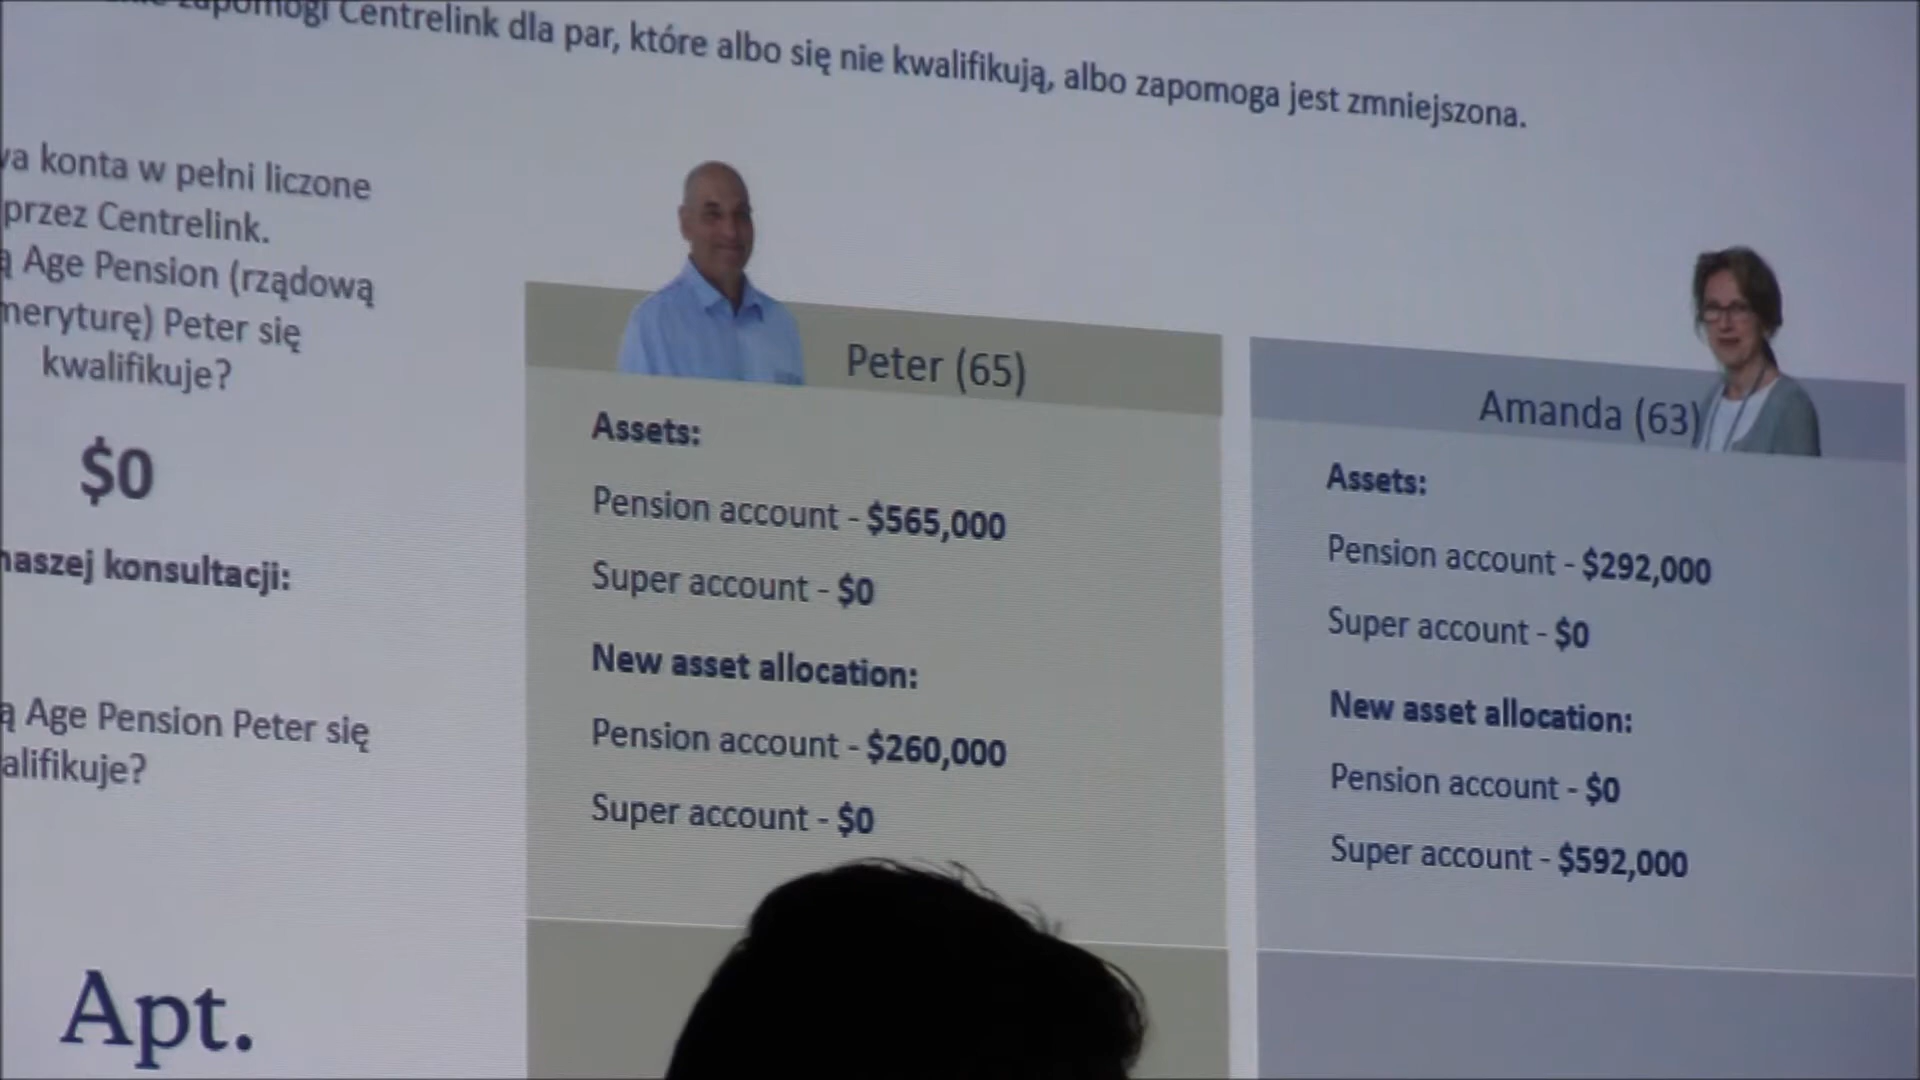 zapomogi Centrelink dla par, które albo się nie kwalifikują, albo zapomoga jest zmniejszona.
konta w pełni liczone
przez Centrelink.
Age Pension (rządową
Peter się
kwalifikuje?
$0
naszej konsultacji:
Age Pension Peter się
Apt.
Peter (65)
Assets:
Pension account - $565,000
Super account - $0
New asset allocation:
Pension account - $260,000
Super account - $0
Amanda (63)
Assets:
Pension account - $292,000
Super account - $0
New asset allocation:
Pension account - $0
Super account - $592,000